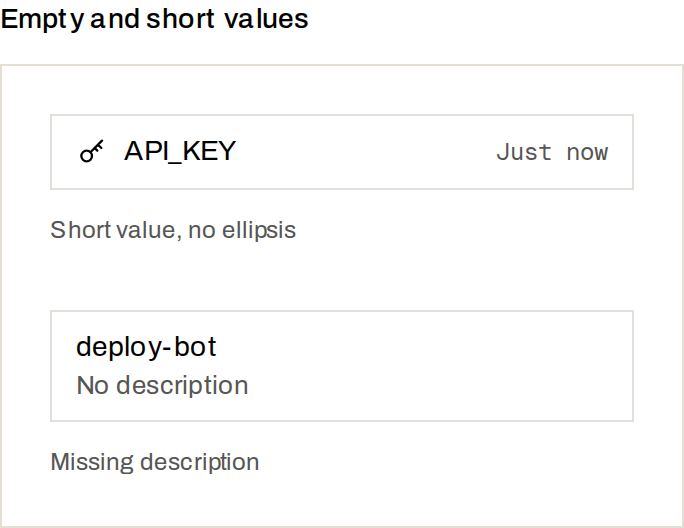 Empty and short values
API_KEY Just now
Short value, no ellipsis
deploy-bot
No description
Missing description